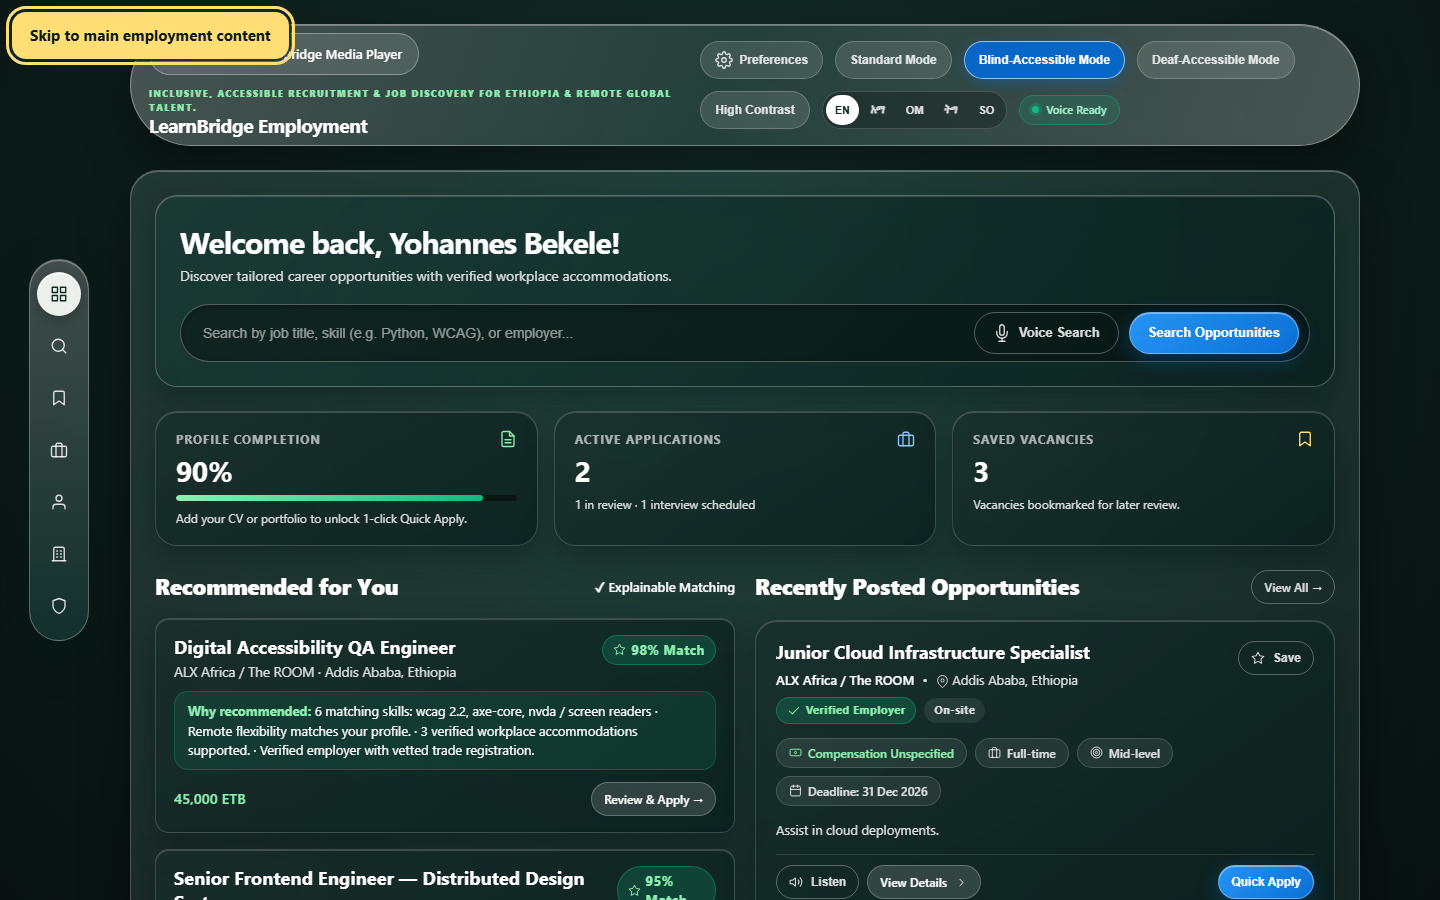 Skip to main employment content
ridge Media Player
INCLUSIVE, ACCESSIBLE RECRUITMENT & JOB DISCOVERY FOR ETHIOPIA & REMOTE GLOBAL
TALENT.
LearnBridge Employment
Preferences
Standard Mode
Blind-Accessible Mode
Deaf-Accessible Mode
High Contrast
EN
OM
SO
Voice Ready
Welcome back, Yohannes Bekele!
Discover tailored career opportunities with verified workplace accommodations.
Search by job title, skill (e.g. Python, WCAG), or employer...
Voice Search
Search Opportunities
PROFILE COMPLETION
90%
Add your CV or portfolio to unlock 1-click Quick Apply.
ACTIVE APPLICATIONS
2
1 in review · 1 interview scheduled
SAVED VACANCIES
3
Vacancies bookmarked for later review.
Recommended for You
✓ Explainable Matching
Digital Accessibility QA Engineer
98% Match
ALX Africa / The ROOM · Addis Ababa, Ethiopia
Why recommended: 6 matching skills: wcag 2.2, axe-core, nvda / screen readers ·
Remote flexibility matches your profile. · 3 verified workplace accommodations
supported. · Verified employer with vetted trade registration.
45,000 ETB
Review & Apply →
Senior Frontend Engineer — Distributed Design
95%
Match
Recently Posted Opportunities
View All →
Junior Cloud Infrastructure Specialist
Save
ALX Africa / The ROOM • Addis Ababa, Ethiopia
Verified Employer
On-site
Compensation Unspecified
Full-time
Mid-level
Deadline: 31 Dec 2026
Assist in cloud deployments.
Listen
View Details
Quick Apply